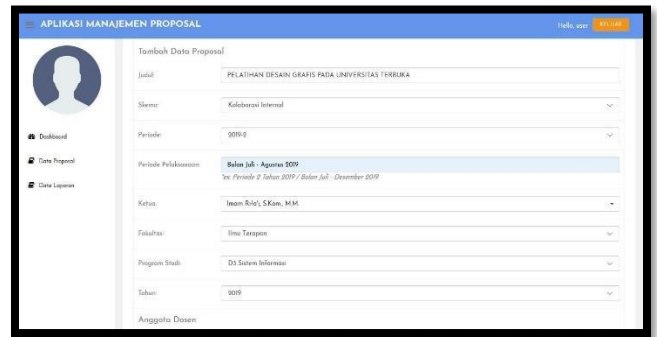 APLIKASI MANAJEMEN PROPOSAL
Hello, user KELUAR
Tambah Data Proposal
Judul: PELATIHAN DESAIN GRAFIS PADA UNIVERSITAS TERBUKA
Skema: Kolaborasi Internal
Dashboard
Periode: 2019-2
Data Proposal
Periode Pelaksanaan: Bulan Juli - Agustus 2019
*ex. Periode 2 Tahun 2019 / Bulan Juli - Desember 2019
Data Laporan
Ketua: Imam Rifa'i, S.Kom, M.M.
Fakultas: Ilmu Terapan
Program Studi: D3 Sistem Informasi
Tahun: 2019
Anggota Dosen